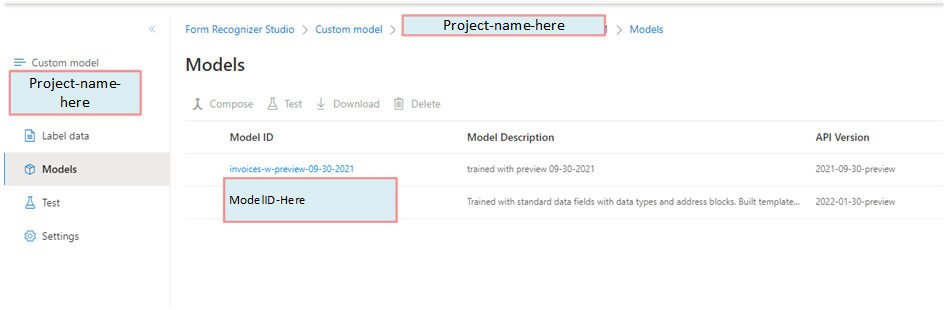 Form Recognizer Studio > Custom model > Project-name-here > Models
Custom model
Project-name-
here
Label data
Models
Test
Settings
Models
Compose Test Download Delete
Model ID Model Description API Version
invoices-w-preview-09-30-2021 trained with preview 09-30-2021 2021-09-30-preview
ModelID-Here Trained with standard data fields with data types and address blocks. Built template... 2022-01-30-preview